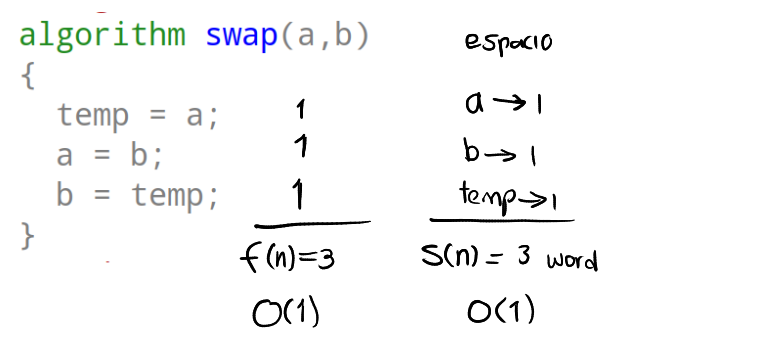 algorithm swap(a,b) espacio
{
temp = a; 1 a → 1
a = b; 1 b → 1
b = temp; 1 temp → 1
}
f(n)=3 S(n) = 3 word
O(1) O(1)